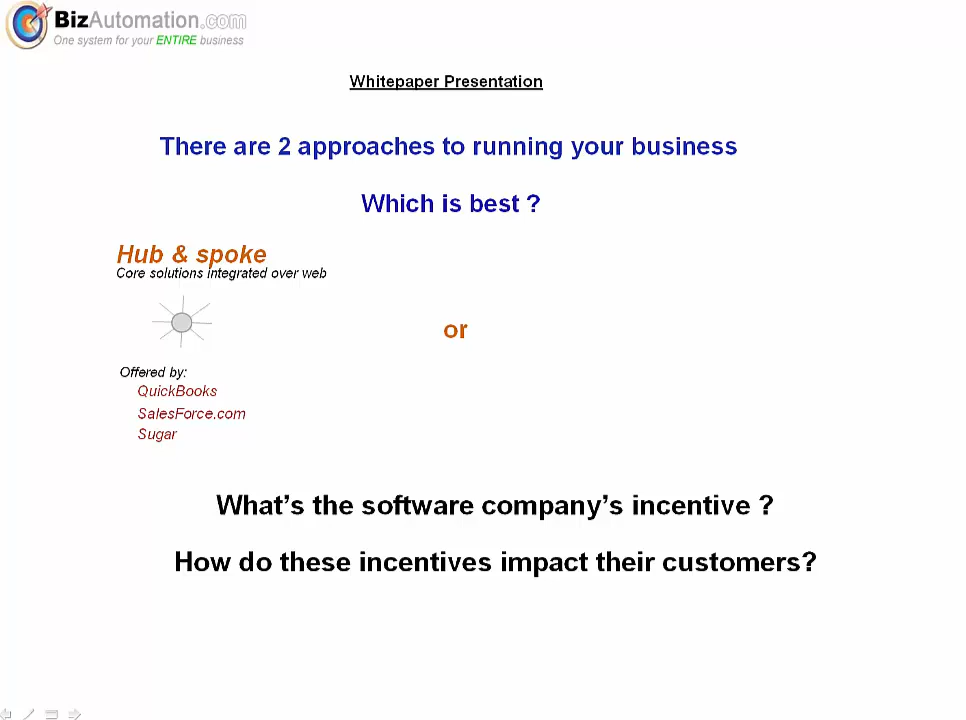 BizAutomation.com
One system for your ENTIRE business
Whitepaper Presentation
There are 2 approaches to running your business
Which is best ?
Hub & spoke
Core solutions integrated over web
or
Offered by:
QuickBooks
SalesForce.com
Sugar
What’s the software company’s incentive ?
How do these incentives impact their customers?